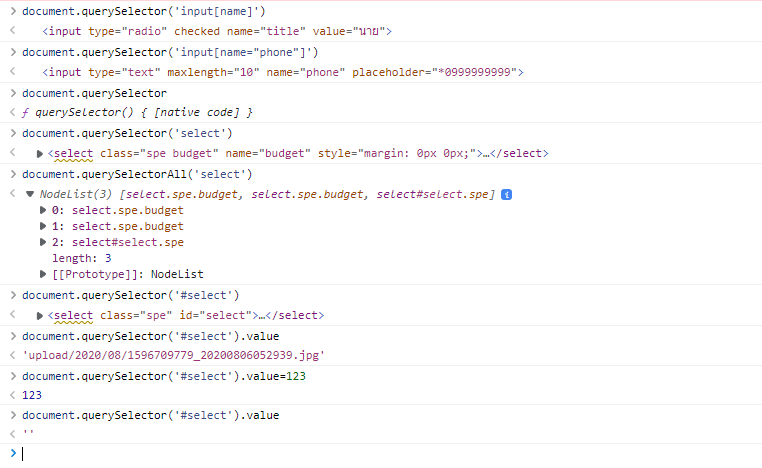 document.querySelector('input[name]')
<input type="radio" checked name="title" value="นาย">
document.querySelector('input[name="phone"]')
<input type="text" maxlength="10" name="phone" placeholder="*0999999999">
document.querySelector
ƒ querySelector() { [native code] }
document.querySelector('select')
<select class="spe budget" name="budget" style="margin: 0px 0px;">…</select>
document.querySelectorAll('select')
NodeList(3) [select.spe.budget, select.spe.budget, select#select.spe] i
0: select.spe.budget
1: select.spe.budget
2: select#select.spe
length: 3
[[Prototype]]: NodeList
document.querySelector('#select')
<select class="spe" id="select">…</select>
document.querySelector('#select').value
'upload/2020/08/1596709779_20200806052939.jpg'
document.querySelector('#select').value=123
123
document.querySelector('#select').value
''